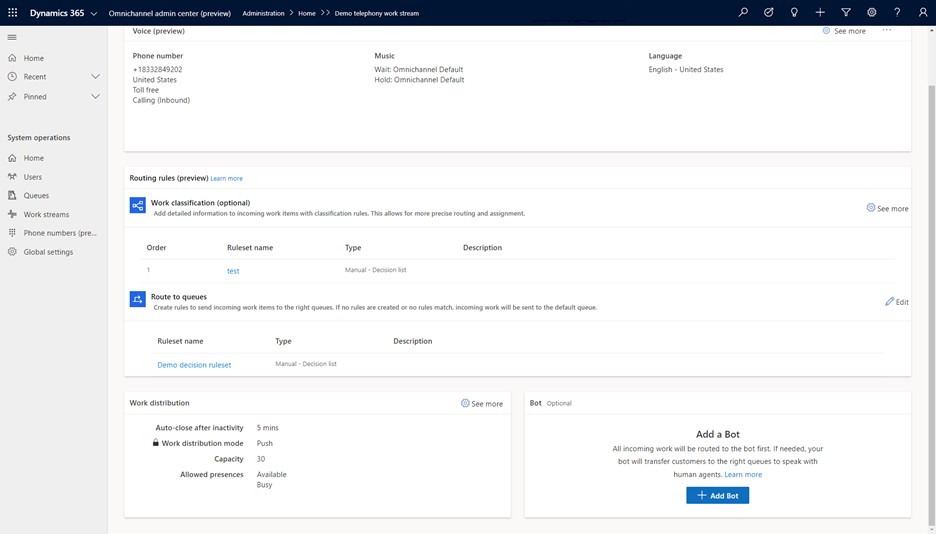 Dynamics 365 Omnichannel admin center (preview) Administration > Home >> Demo telephony work stream
Home
Recent
Pinned
System operations
Home
Users
Queues
Work streams
Phone numbers (pre...
Global settings
Voice (preview) See more ...
Phone number Music Language
+18332849202 Wait: Omnichannel Default English - United States
United States Hold: Omnichannel Default
Toll free
Calling (Inbound)
Routing rules (preview) Learn more
Work classification (optional)
Add detailed information to incoming work items with classification rules. This allows for more precise routing and assignment.
See more
Order Ruleset name Type Description
1 test Manual - Decision list
Route to queues
Create rules to send incoming work items to the right queues. If no rules are created or no rules match, incoming work will be sent to the default queue.
Edit
Ruleset name Type Description
Demo decision ruleset Manual - Decision list
Work distribution See more
Auto-close after inactivity 5 mins
Work distribution mode Push
Capacity 30
Allowed presences Available
Busy
Bot Optional
Add a Bot
All incoming work will be routed to the bot first. If needed, your
bot will transfer customers to the right queues to speak with
human agents. Learn more
+ Add Bot